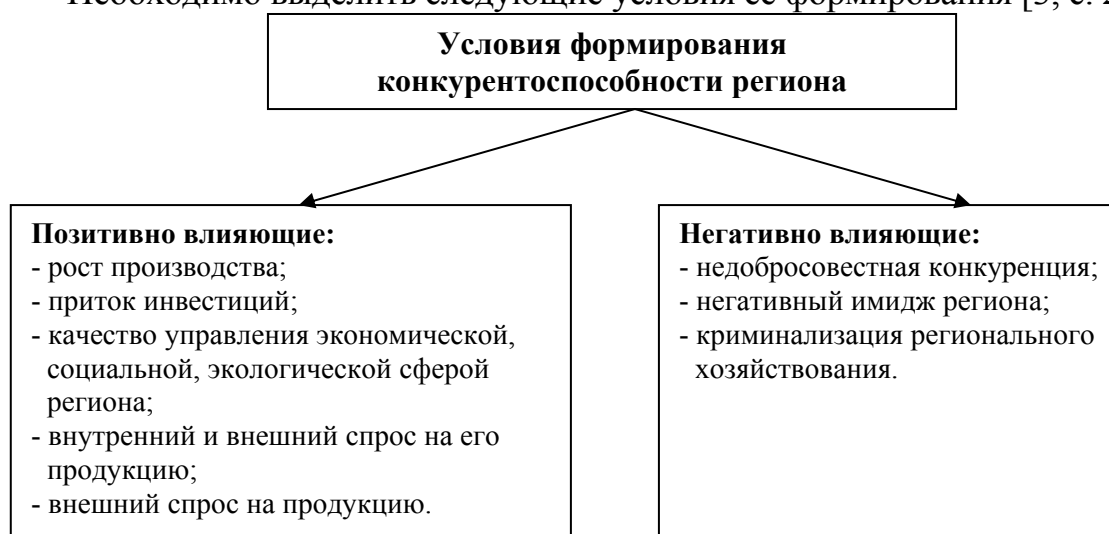 Необходимо выделить следующие условия ее формирования [5, с.
Условия формирования
конкурентоспособности региона
Позитивно влияющие:
- рост производства;
- приток инвестиций;
- качество управления экономической,
социальной, экологической сферой
региона;
- внутренний и внешний спрос на его
продукцию;
- внешний спрос на продукцию.
Негативно влияющие:
- недобросовестная конкуренция;
- негативный имидж региона;
- криминализация регионального
хозяйствования.